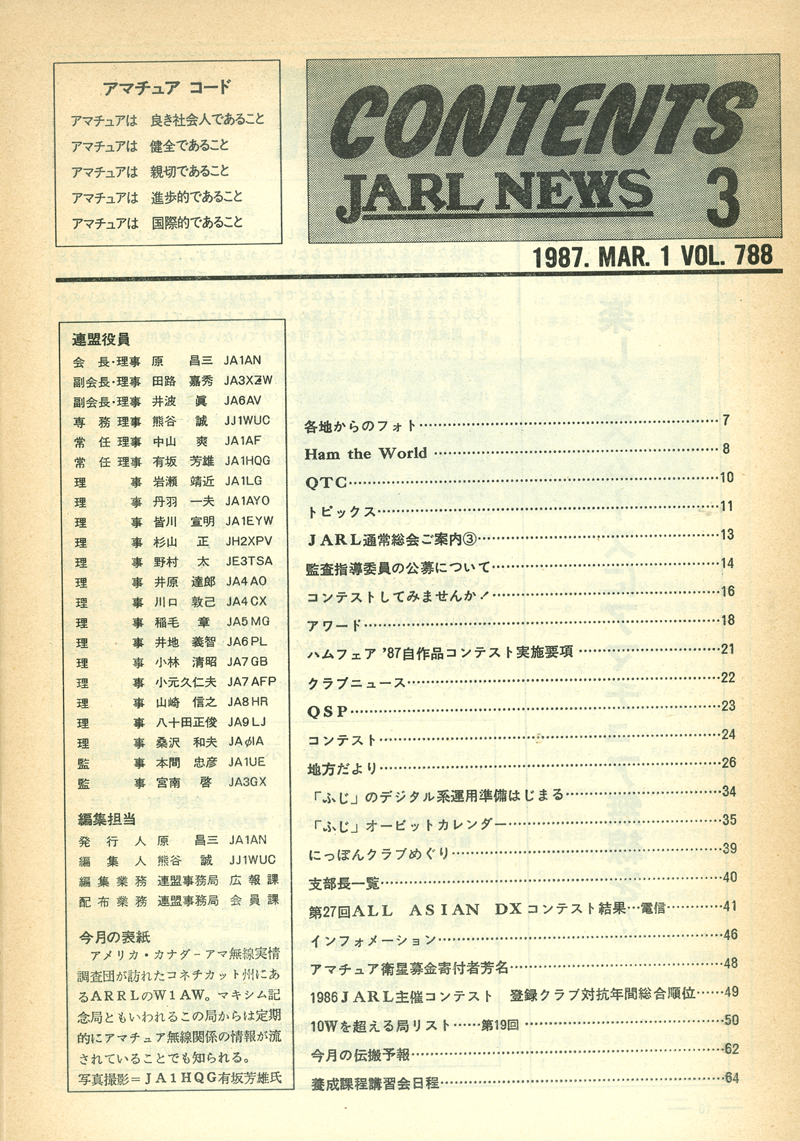 アマチュア コード
アマチュアは 良き社会人であること
アマチュアは 健全であること
アマチュアは 親切であること
アマチュアは 進歩的であること
アマチュアは 国際的であること
CONTENTS
JARL NEWS 3
1987. MAR. 1 VOL. 788
連盟役員
会長・理事 原 昌三 JA1AN
副会長・理事 田路 嘉秀 JA3XZW
副会長・理事 井波 眞 JA6AV
専務理事 熊谷 誠 JJ1WUC
常任理事 中山 爽 JA1AF
常任理事 有坂 芳雄 JA1HQG
理事 岩瀬 靖近 JA1LG
理事 丹羽 一夫 JA1AYO
理事 皆川 宣明 JA1EYW
理事 杉山 正 JH2XPV
理事 野村 太 JE3TSA
理事 井原 達郎 JA4AO
理事 川口 敦己 JA4CX
理事 稲毛 章 JA5MG
理事 井地 義智 JA6PL
理事 小林 清昭 JA7GB
理事 小元久仁夫 JA7AFP
理事 山崎 信之 JA8HR
理事 八十田正俊 JA9LJ
理事 桑沢 和夫 JAφIA
監事 本間 忠彦 JA1UE
監事 宮南 啓 JA3GX
編集担当
発行人 原 昌三 JA1AN
編集人 熊谷 誠 JJ1WUC
編集業務 連盟事務局 広報課
配布業務 連盟事務局 会員課
今月の表紙
アメリカ・カナダ-アマ無線実情
調査団が訪れたコネチカット州にあ
るARRLのW1AW。マキシム記
念局ともいわれるこの局からは定期
的にアマチュア無線関係の情報が流
されていることでも知られる。
写真撮影=JA1HQG有坂芳雄氏
各地からのフォト……7
Ham the World……8
QTC……10
トピックス……11
JARL通常総会ご案内③……13
監査指導委員の公募について……14
コンテストしてみませんか!……16
アワード……18
ハムフェア '87自作品コンテスト実施要項……21
クラブニュース……22
QSP……23
コンテスト……24
地方だより……26
「ふじ」のデジタル系運用準備はじまる……34
「ふじ」オービットカレンダー……35
にっぽんクラブめぐり……39
支部長一覧……40
第27回ALL ASIAN DXコンテスト結果…電信……41
インフォメーション……46
アマチュア衛星募金寄付者芳名……48
1986JARL主催コンテスト 登録クラブ対抗年間総合順位……49
10Wを超える局リスト……第19回……50
今月の伝搬予報……62
養成課程講習会日程……64